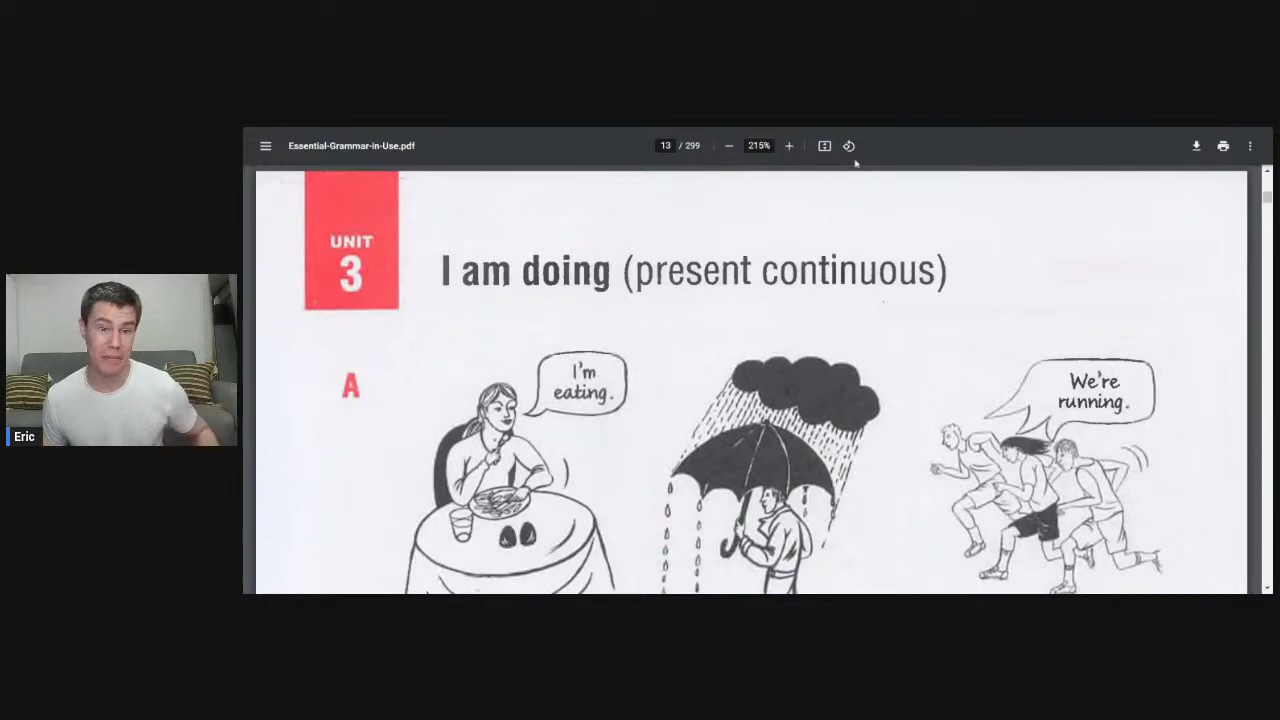 Essential-Grammar-in-Use.pdf
13 / 299
215%
UNIT
3
I am doing (present continuous)
A
I'm
eating.
We're
running.
Eric